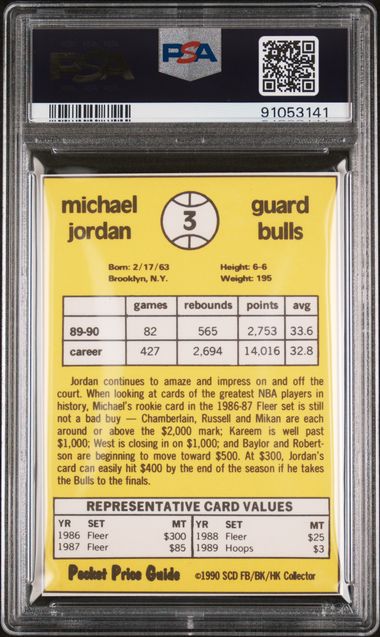 PSA
PSA
91053141
michael jordan
3
guard bulls
Born: 2/17/63
Brooklyn, N.Y.
Height: 6-6
Weight: 195
games rebounds points avg
89-90 82 565 2,753 33.6
career 427 2,694 14,016 32.8
Jordan continues to amaze and impress on and off the
court. When looking at cards of the greatest NBA players in
history, Michael's rookie card in the 1986-87 Fleer set is still
not a bad buy — Chamberlain, Russell and Mikan are each
around or above the $2,000 mark; Kareem is well past
$1,000; West is closing in on $1,000; and Baylor and Robert-
son are beginning to move toward $500. At $300, Jordan's
card can easily hit $400 by the end of the season if he takes
the Bulls to the finals.
REPRESENTATIVE CARD VALUES
YR SET MT YR SET MT
1986 Fleer $300 1988 Fleer $25
1987 Fleer $85 1989 Hoops $3
Pocket Price Guide ©1990 SCD FB/BK/HK Collector